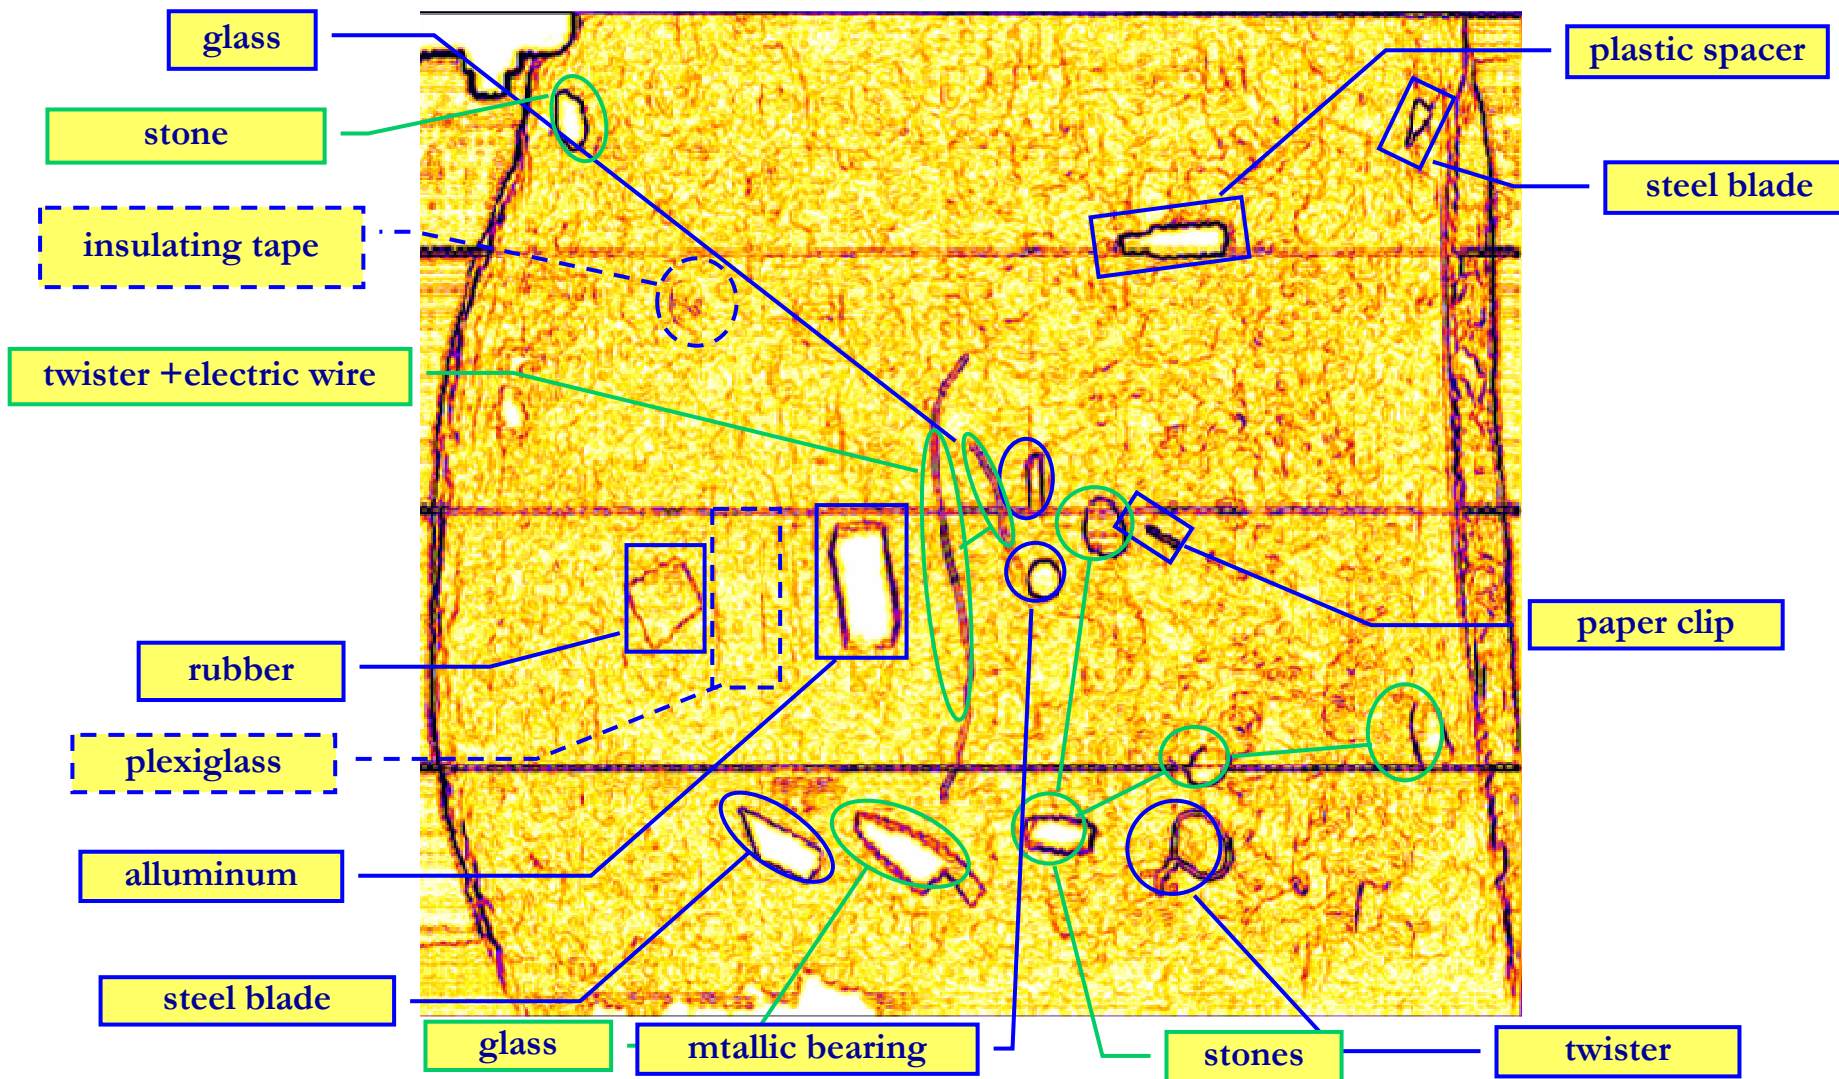 glass
plastic spacer
stone
steel blade
insulating tape
twister +electric wire
paper clip
rubber
plexiglass
alluminum
steel blade
glass
mtallic bearing
stones
twister